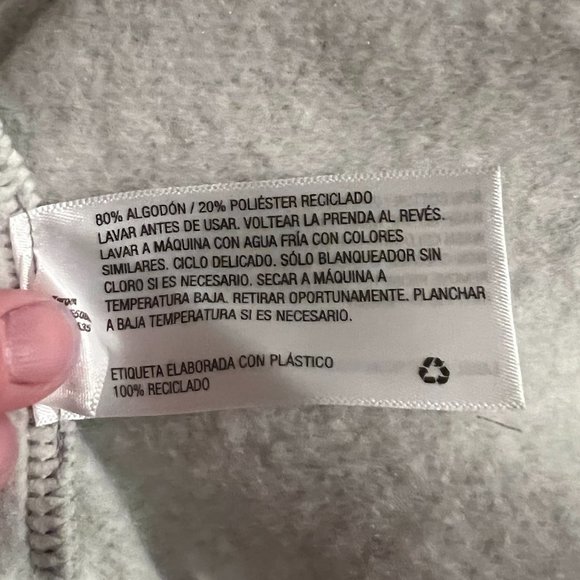 80% ALGODÓN / 20% POLIÉSTER RECICLADO
LAVAR ANTES DE USAR. VOLTEAR LA PRENDA AL REVÉS.
LAVAR A MÁQUINA CON AGUA FRÍA CON COLORES
SIMILARES. CICLO DELICADO. SÓLO BLANQUEADOR SIN
CLORO SI ES NECESARIO. SECAR A MÁQUINA A
TEMPERATURA BAJA. RETIRAR OPORTUNAMENTE. PLANCHAR
A BAJA TEMPERATURA SI ES NECESARIO.
ETIQUETA ELABORADA CON PLÁSTICO
100% RECICLADO